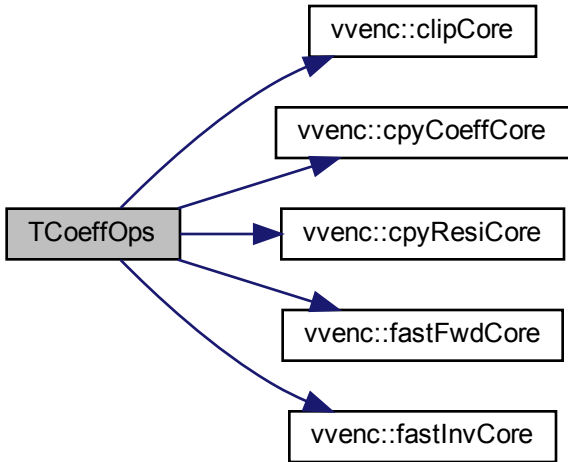 vvenc::clipCore
vvenc::cpyCoeffCore
TCoeffOps
vvenc::cpyResiCore
vvenc::fastFwdCore
vvenc::fastInvCore